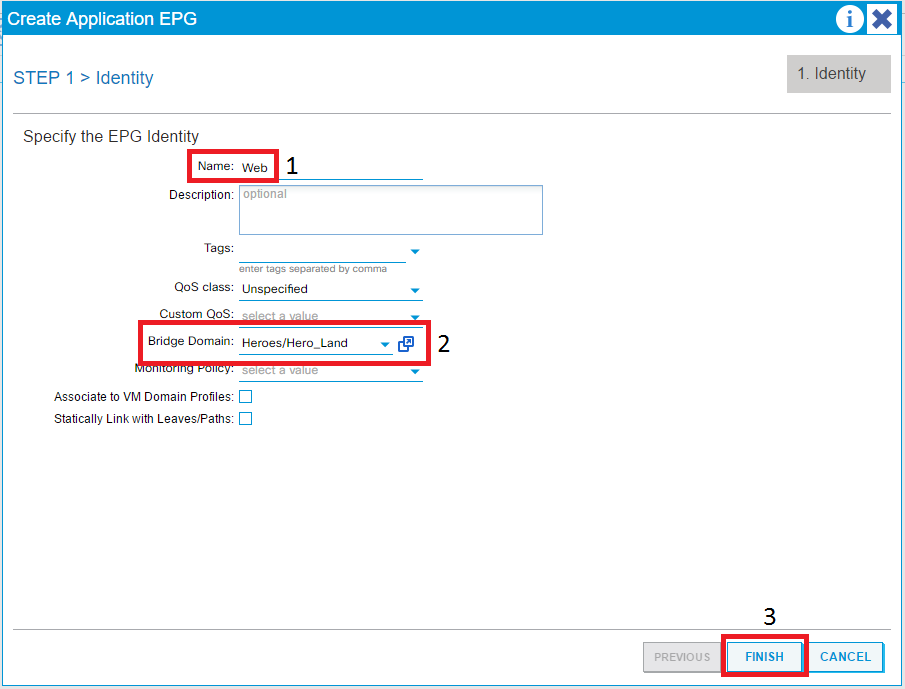 Create Application EPG
i
STEP 1 > Identity
1. Identity
Specify the EPG Identity
Name: Web 1
Description: optional
Tags:
enter tags separated by comma
QoS class: Unspecified
Custom QoS: select a value
Bridge Domain: Heroes/Hero_Land 2
Monitoring Policy: select a value
Associate to VM Domain Profiles:
Statically Link with Leaves/Paths:
3
PREVIOUS FINISH CANCEL